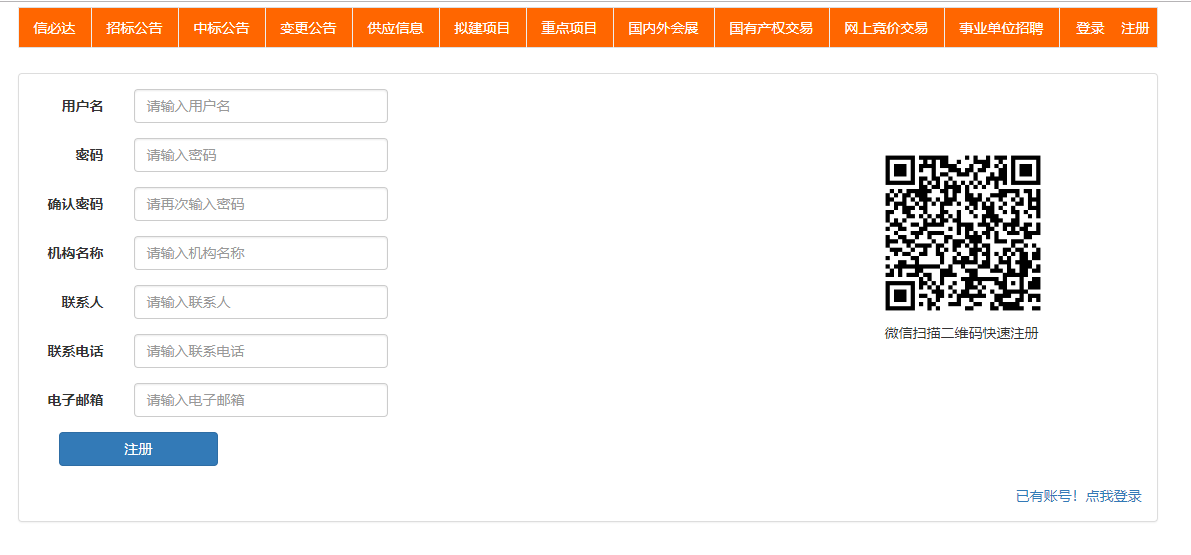 信必达 招标公告 中标公告 变更公告 供应信息 拟建项目 重点项目 国内外会展 国有产权交易 网上竞价交易 事业单位招聘 登录 注册
用户名 请输入用户名
密码 请输入密码
确认密码 请再次输入密码
机构名称 请输入机构名称
联系人 请输入联系人
联系电话 请输入联系电话
电子邮箱 请输入电子邮箱
注册
微信扫描二维码快速注册
已有账号！点我登录